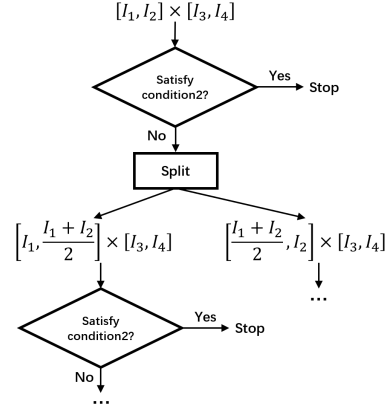 [I₁, I₂] × [I₃, I₄]
Satisfy
condition2?
Yes
Stop
No
Split
[I₁, (I₁ + I₂)/2] × [I₃, I₄]
[(I₁ + I₂)/2, I₂] × [I₃, I₄]
...
Satisfy
condition2?
Yes
Stop
No
...